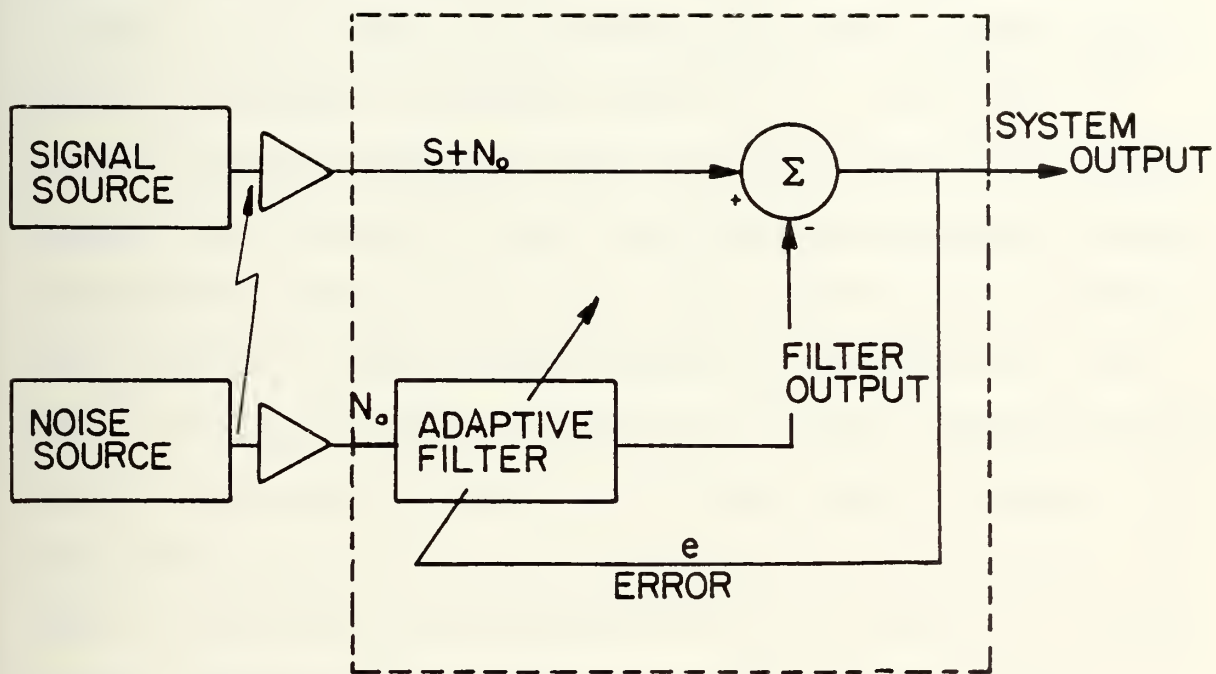 SIGNAL
SOURCE
S+N₀
+
Σ
-
SYSTEM
OUTPUT
NOISE
SOURCE
N₀
ADAPTIVE
FILTER
FILTER
OUTPUT
e
ERROR